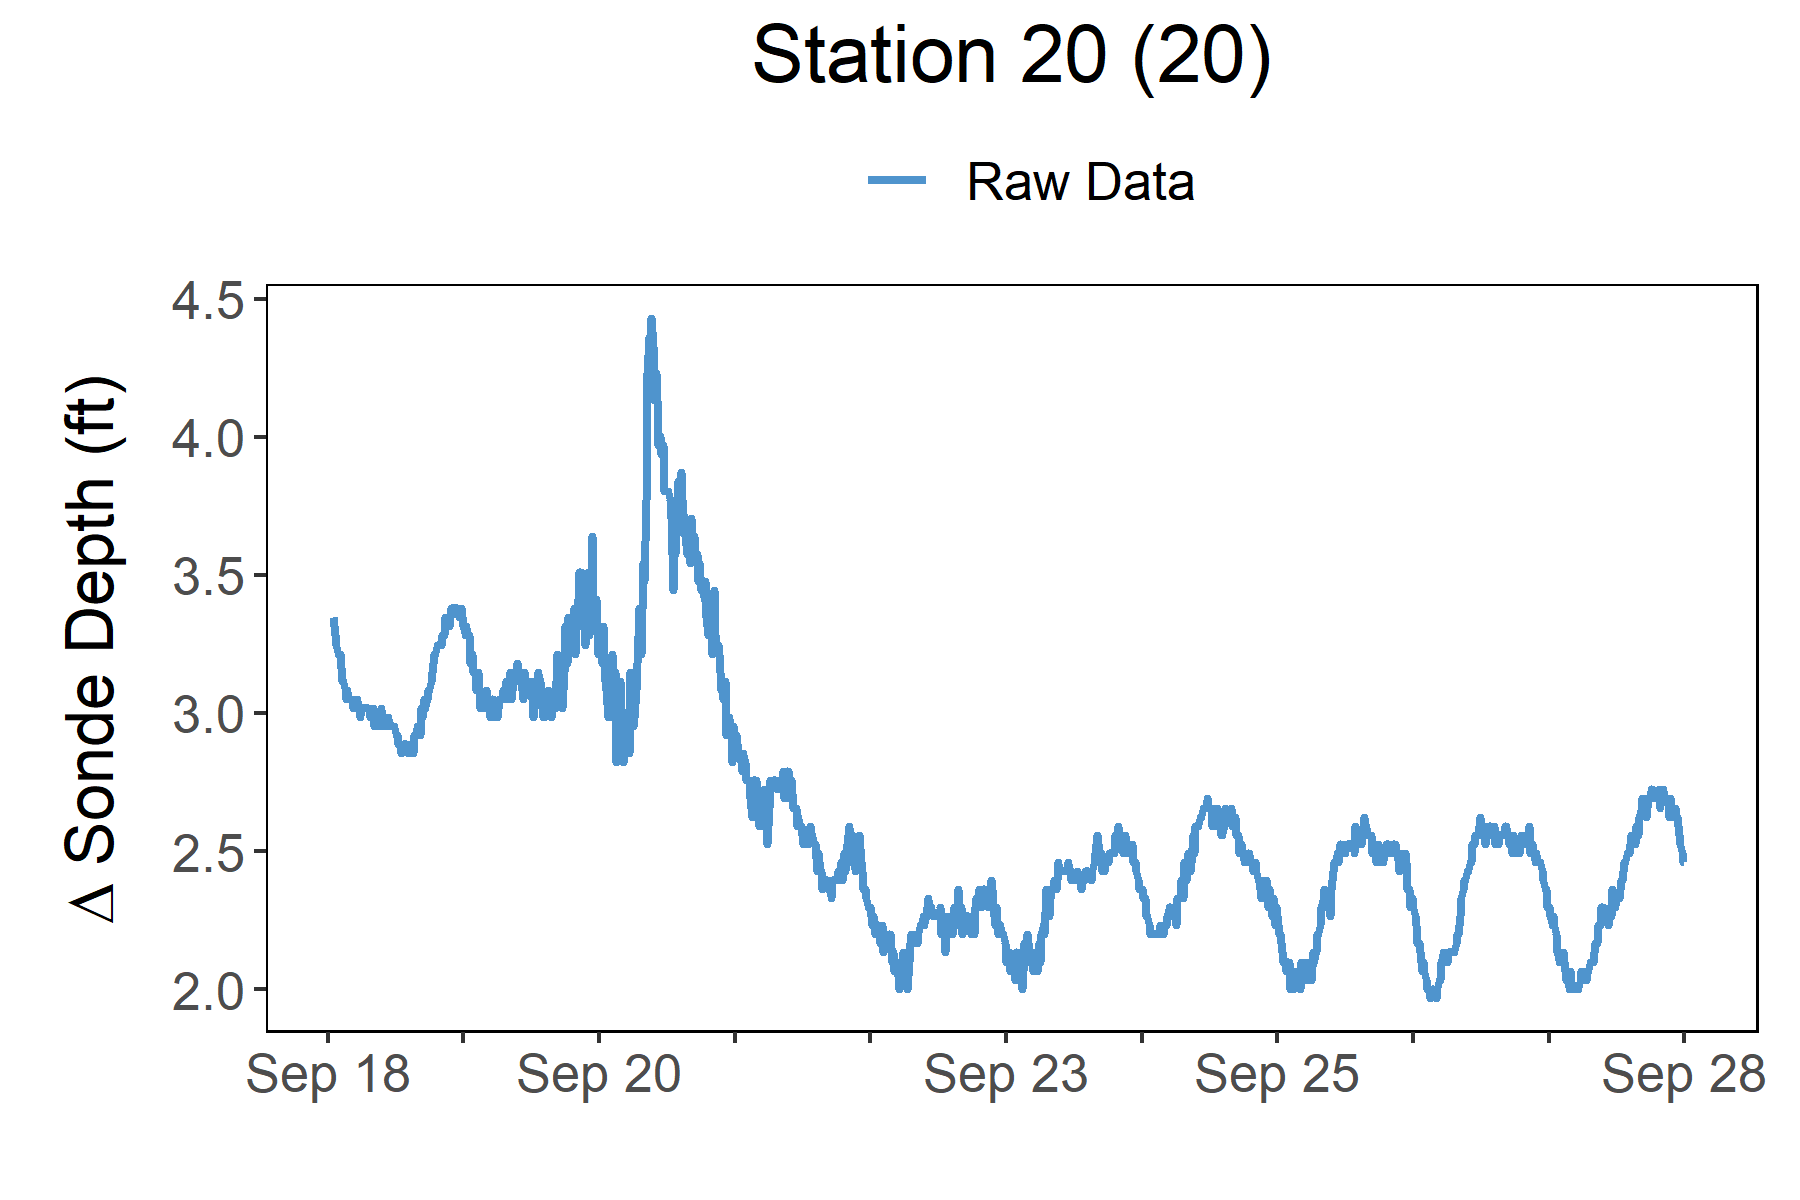 Station 20 (20)
Raw Data
Δ Sonde Depth (ft)
4.5
4.0
3.5
3.0
2.5
2.0
Sep 18 Sep 20 Sep 23 Sep 25 Sep 28